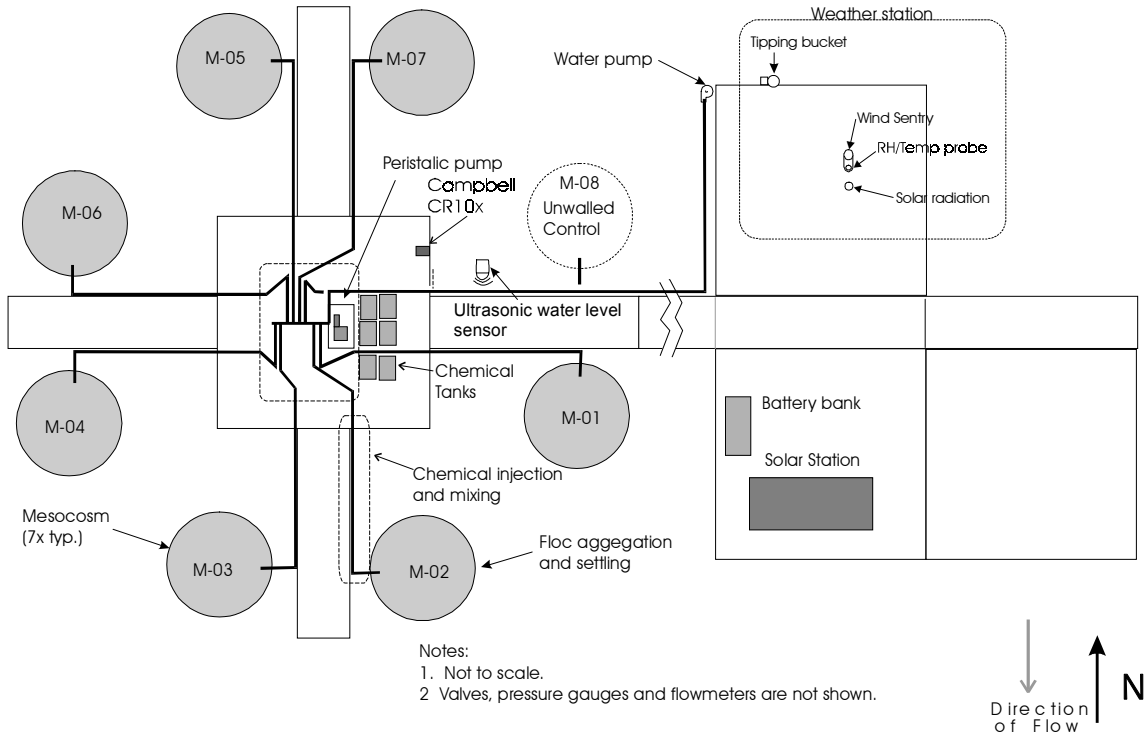 Weather station
Tipping bucket
Water pump
M-05
M-07
Wind Sentry
RH/Temp probe
Solar radiation
Peristalic pump
Campbell
CR10x
M-08
Unwalled
Control
M-06
Ultrasonic water level
sensor
Chemical
Tanks
M-04
M-01
Battery bank
Solar Station
Chemical injection
and mixing
Mesocosm
(7x typ.)
M-03
M-02
Floc aggegation
and settling
Notes:
1. Not to scale.
2 Valves, pressure gauges and flowmeters are not shown.
Direction
of Flow
N